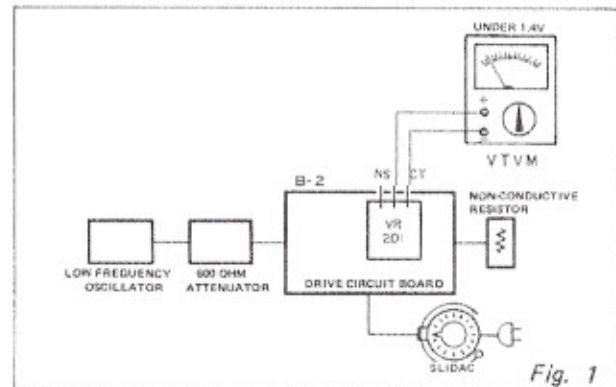 UNDER 1.4V
+
-
VTVM
NS CT
B-2
VR
201
NON-CONDUCTIVE
RESISTOR
LOW FREQUENCY
OSCILLATOR
600 OHM
ATTENUATOR
DRIVE CIRCUIT BOARD
SLIDAC
Fig. 1